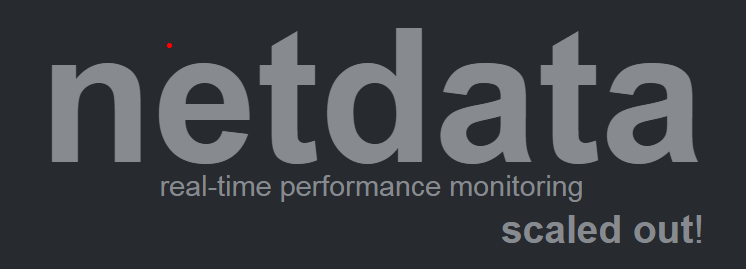 netdata
real-time performance monitoring
scaled out!